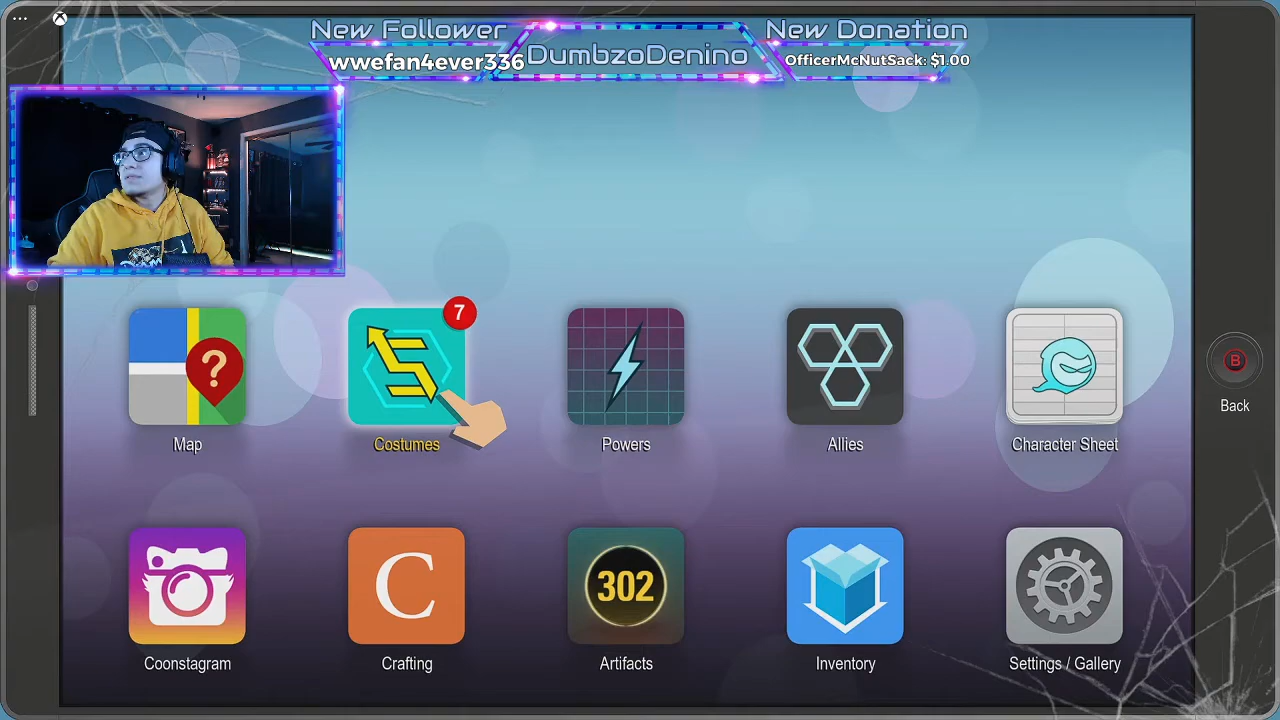 New Follower
wwefan4ever336
DumbzoDenino
New Donation
OfficerMcNutSack: $1.00
?
Map
7
Costumes
Powers
Allies
Character Sheet
B
Back
Coonstagram
C
Crafting
302
Artifacts
Inventory
Settings / Gallery